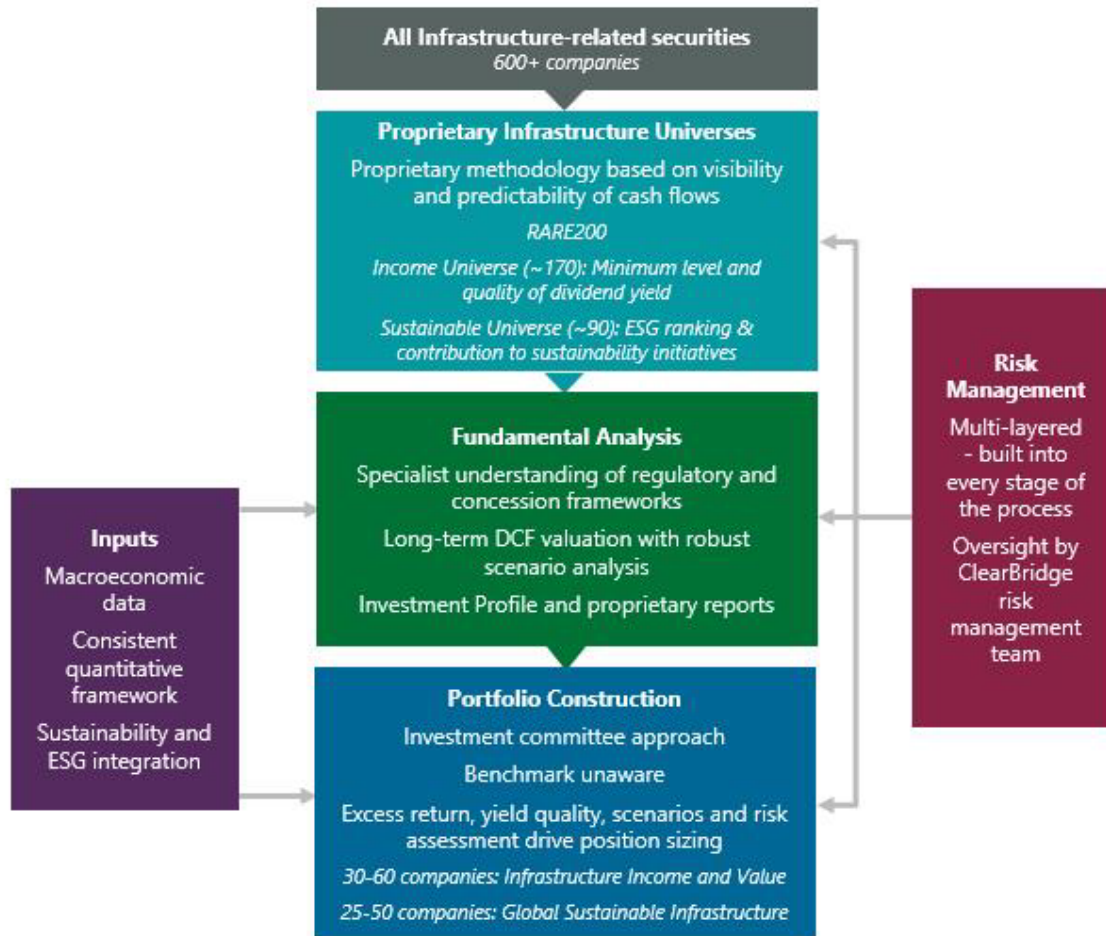 All Infrastructure-related securities
600+ companies
Proprietary Infrastructure Universes
Proprietary methodology based on visibility
and predictability of cash flows
RARE200
Income Universe (~170): Minimum level and
quality of dividend yield
Sustainable Universe (~90): ESG ranking &
contribution to sustainability initiatives
Fundamental Analysis
Specialist understanding of regulatory and
concession frameworks
Long-term DCF valuation with robust
scenario analysis
Investment Profile and proprietary reports
Portfolio Construction
Investment committee approach
Benchmark unaware
Excess return, yield quality, scenarios and risk
assessment drive position sizing
30-60 companies: Infrastructure Income and Value
25-50 companies: Global Sustainable Infrastructure
Inputs
Macroeconomic
data
Consistent
quantitative
framework
Sustainability and
ESG integration
Risk
Management
Multi-layered
- built into
every stage of
the process
Oversight by
ClearBridge
risk
management
team